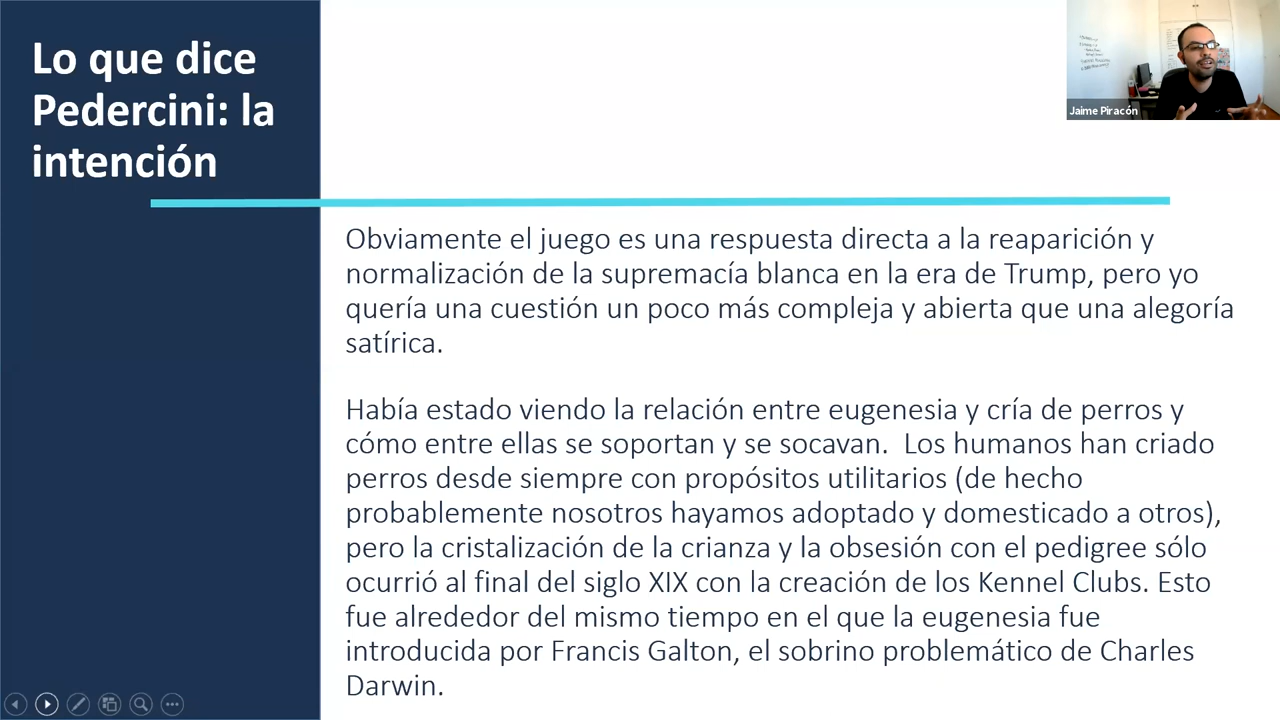 Lo que dice
Pedercini: la
intención
Jaime Piracón
Obviamente el juego es una respuesta directa a la reaparición y
normalización de la supremacía blanca en la era de Trump, pero yo
quería una cuestión un poco más compleja y abierta que una alegoría
satírica.
Había estado viendo la relación entre eugenesia y cría de perros y
cómo entre ellas se soportan y se socavan.  Los humanos han criado
perros desde siempre con propósitos utilitarios (de hecho
probablemente nosotros hayamos adoptado y domesticado a otros),
pero la cristalización de la crianza y la obsesión con el pedigree sólo
ocurrió al final del siglo XIX con la creación de los Kennel Clubs. Esto
fue alrededor del mismo tiempo en el que la eugenesia fue
introducida por Francis Galton, el sobrino problemático de Charles
Darwin.